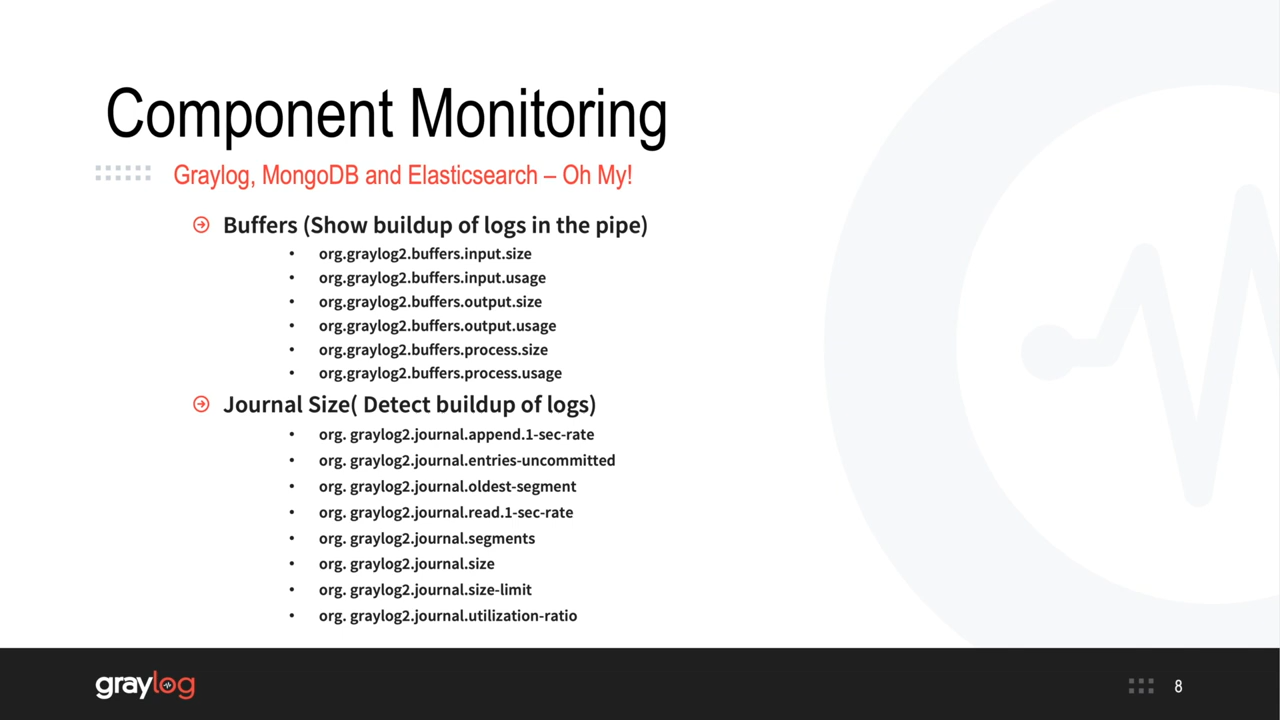 Component Monitoring
Graylog, MongoDB and Elasticsearch – Oh My!
Buffers (Show buildup of logs in the pipe)
• org.graylog2.buffers.input.size
• org.graylog2.buffers.input.usage
• org.graylog2.buffers.output.size
• org.graylog2.buffers.output.usage
• org.graylog2.buffers.process.size
• org.graylog2.buffers.process.usage
Journal Size( Detect buildup of logs)
• org. graylog2.journal.append.1-sec-rate
• org. graylog2.journal.entries-uncommitted
• org. graylog2.journal.oldest-segment
• org. graylog2.journal.read.1-sec-rate
• org. graylog2.journal.segments
• org. graylog2.journal.size
• org. graylog2.journal.size-limit
• org. graylog2.journal.utilization-ratio
graylog
8